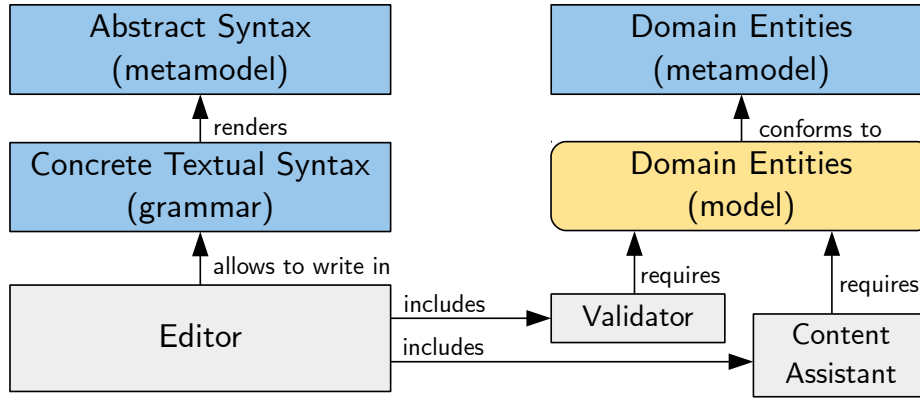 Abstract Syntax
(metamodel)
Domain Entities
(metamodel)
renders
conforms to
Concrete Textual Syntax
(grammar)
Domain Entities
(model)
allows to write in
requires
requires
Editor
includes
Validator
includes
Content
Assistant